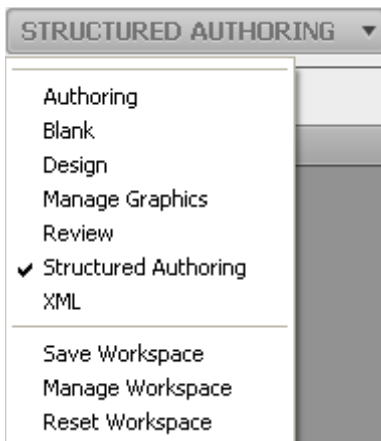 STRUCTURED AUTHORING
Authoring
Blank
Design
Manage Graphics
Review
Structured Authoring
XML
Save Workspace
Manage Workspace
Reset Workspace